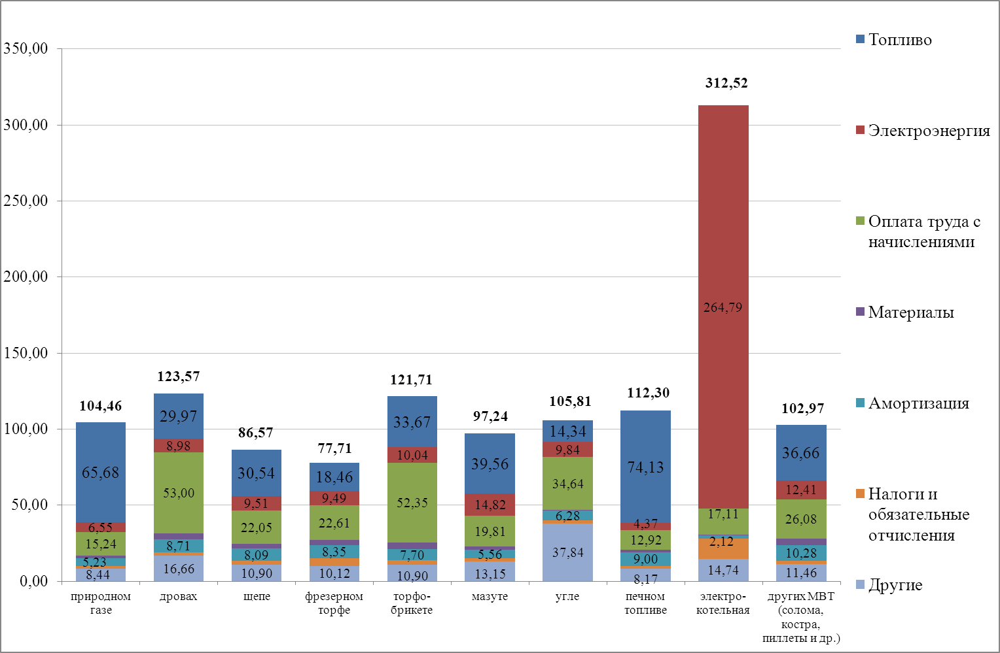 350,00
300,00
250,00
200,00
150,00
100,00
50,00
0,00
104,46
65,68
6,55
15,24
5,23
8,44
123,57
29,97
8,98
53,00
8,71
16,66
86,57
30,54
9,51
22,05
8,09
10,90
77,71
18,46
9,49
22,61
8,35
10,12
121,71
33,67
10,04
52,35
7,70
10,90
97,24
39,56
14,82
19,81
5,56
13,15
105,81
14,34
9,84
34,64
6,28
37,84
112,30
74,13
4,37
12,92
9,00
8,17
312,52
264,79
17,11
2,12
14,74
102,97
36,66
12,41
26,08
10,28
11,46
природном
газе
дровах
щепе
фрезерном
торфе
торфо-
брикете
мазуте
угле
печном
топливе
электро-
котельная
других МВТ
(солома,
костра,
пиллеты и др.)
Топливо
Электроэнергия
Оплата труда с
начислениями
Материалы
Амортизация
Налоги и
обязательные
отчисления
Другие